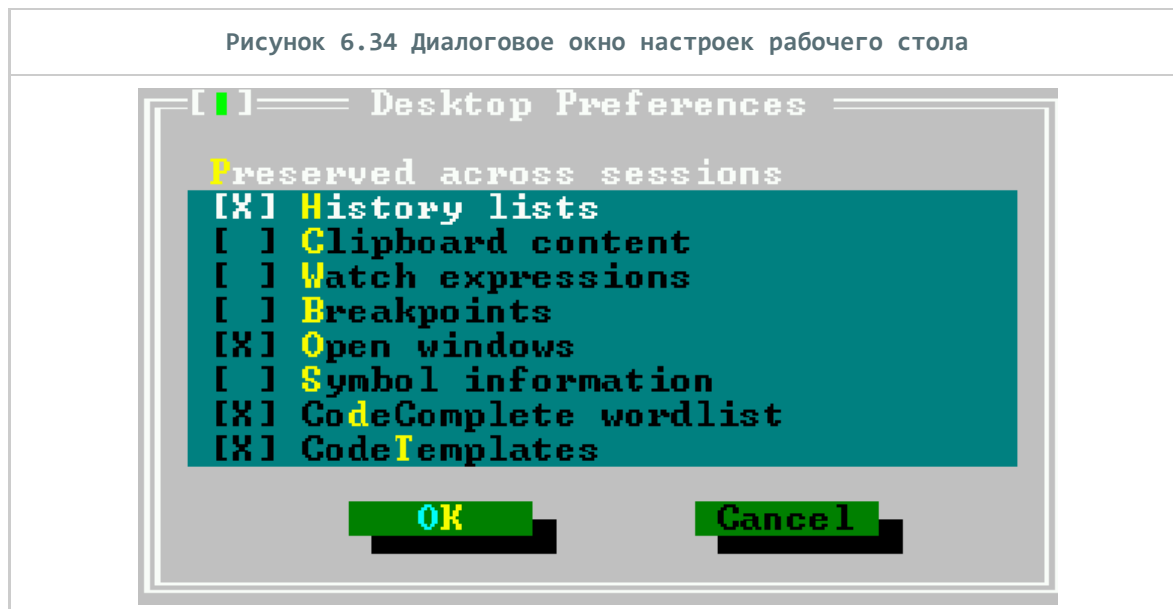 Рисунок 6.34 Диалоговое окно настроек рабочего стола
[▮] Desktop Preferences
Preserved across sessions
[X] History lists
[ ] Clipboard content
[ ] Watch expressions
[ ] Breakpoints
[X] Open windows
[ ] Symbol information
[X] CodeComplete wordlist
[X] CodeTemplates
OK Cancel